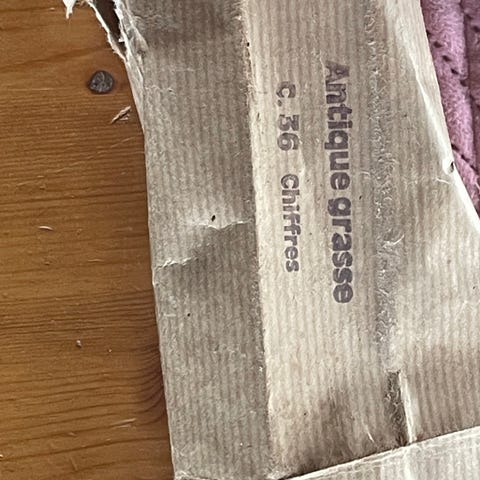 Antique grasse
C. 36 Chiffres